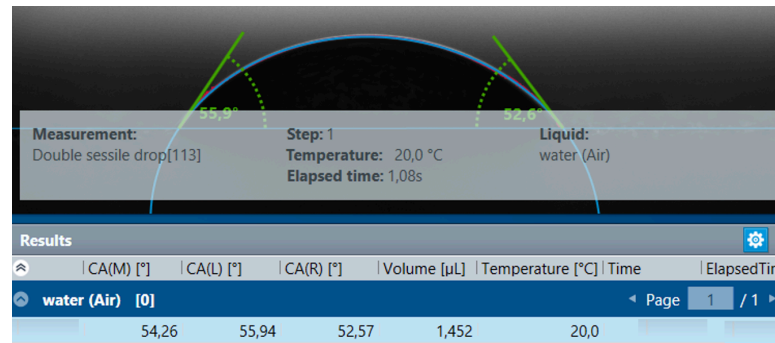 55,9° 52,6°
Measurement: Step: 1 Liquid:
Double sessile drop[113] Temperature: 20,0 °C water (Air)
Elapsed time: 1,08s
Results
CA(M) [°] CA(L) [°] CA(R) [°] Volume [µL] Temperature [°C] Time ElapsedTir
water (Air) [0] Page 1 / 1
54,26 55,94 52,57 1,452 20,0